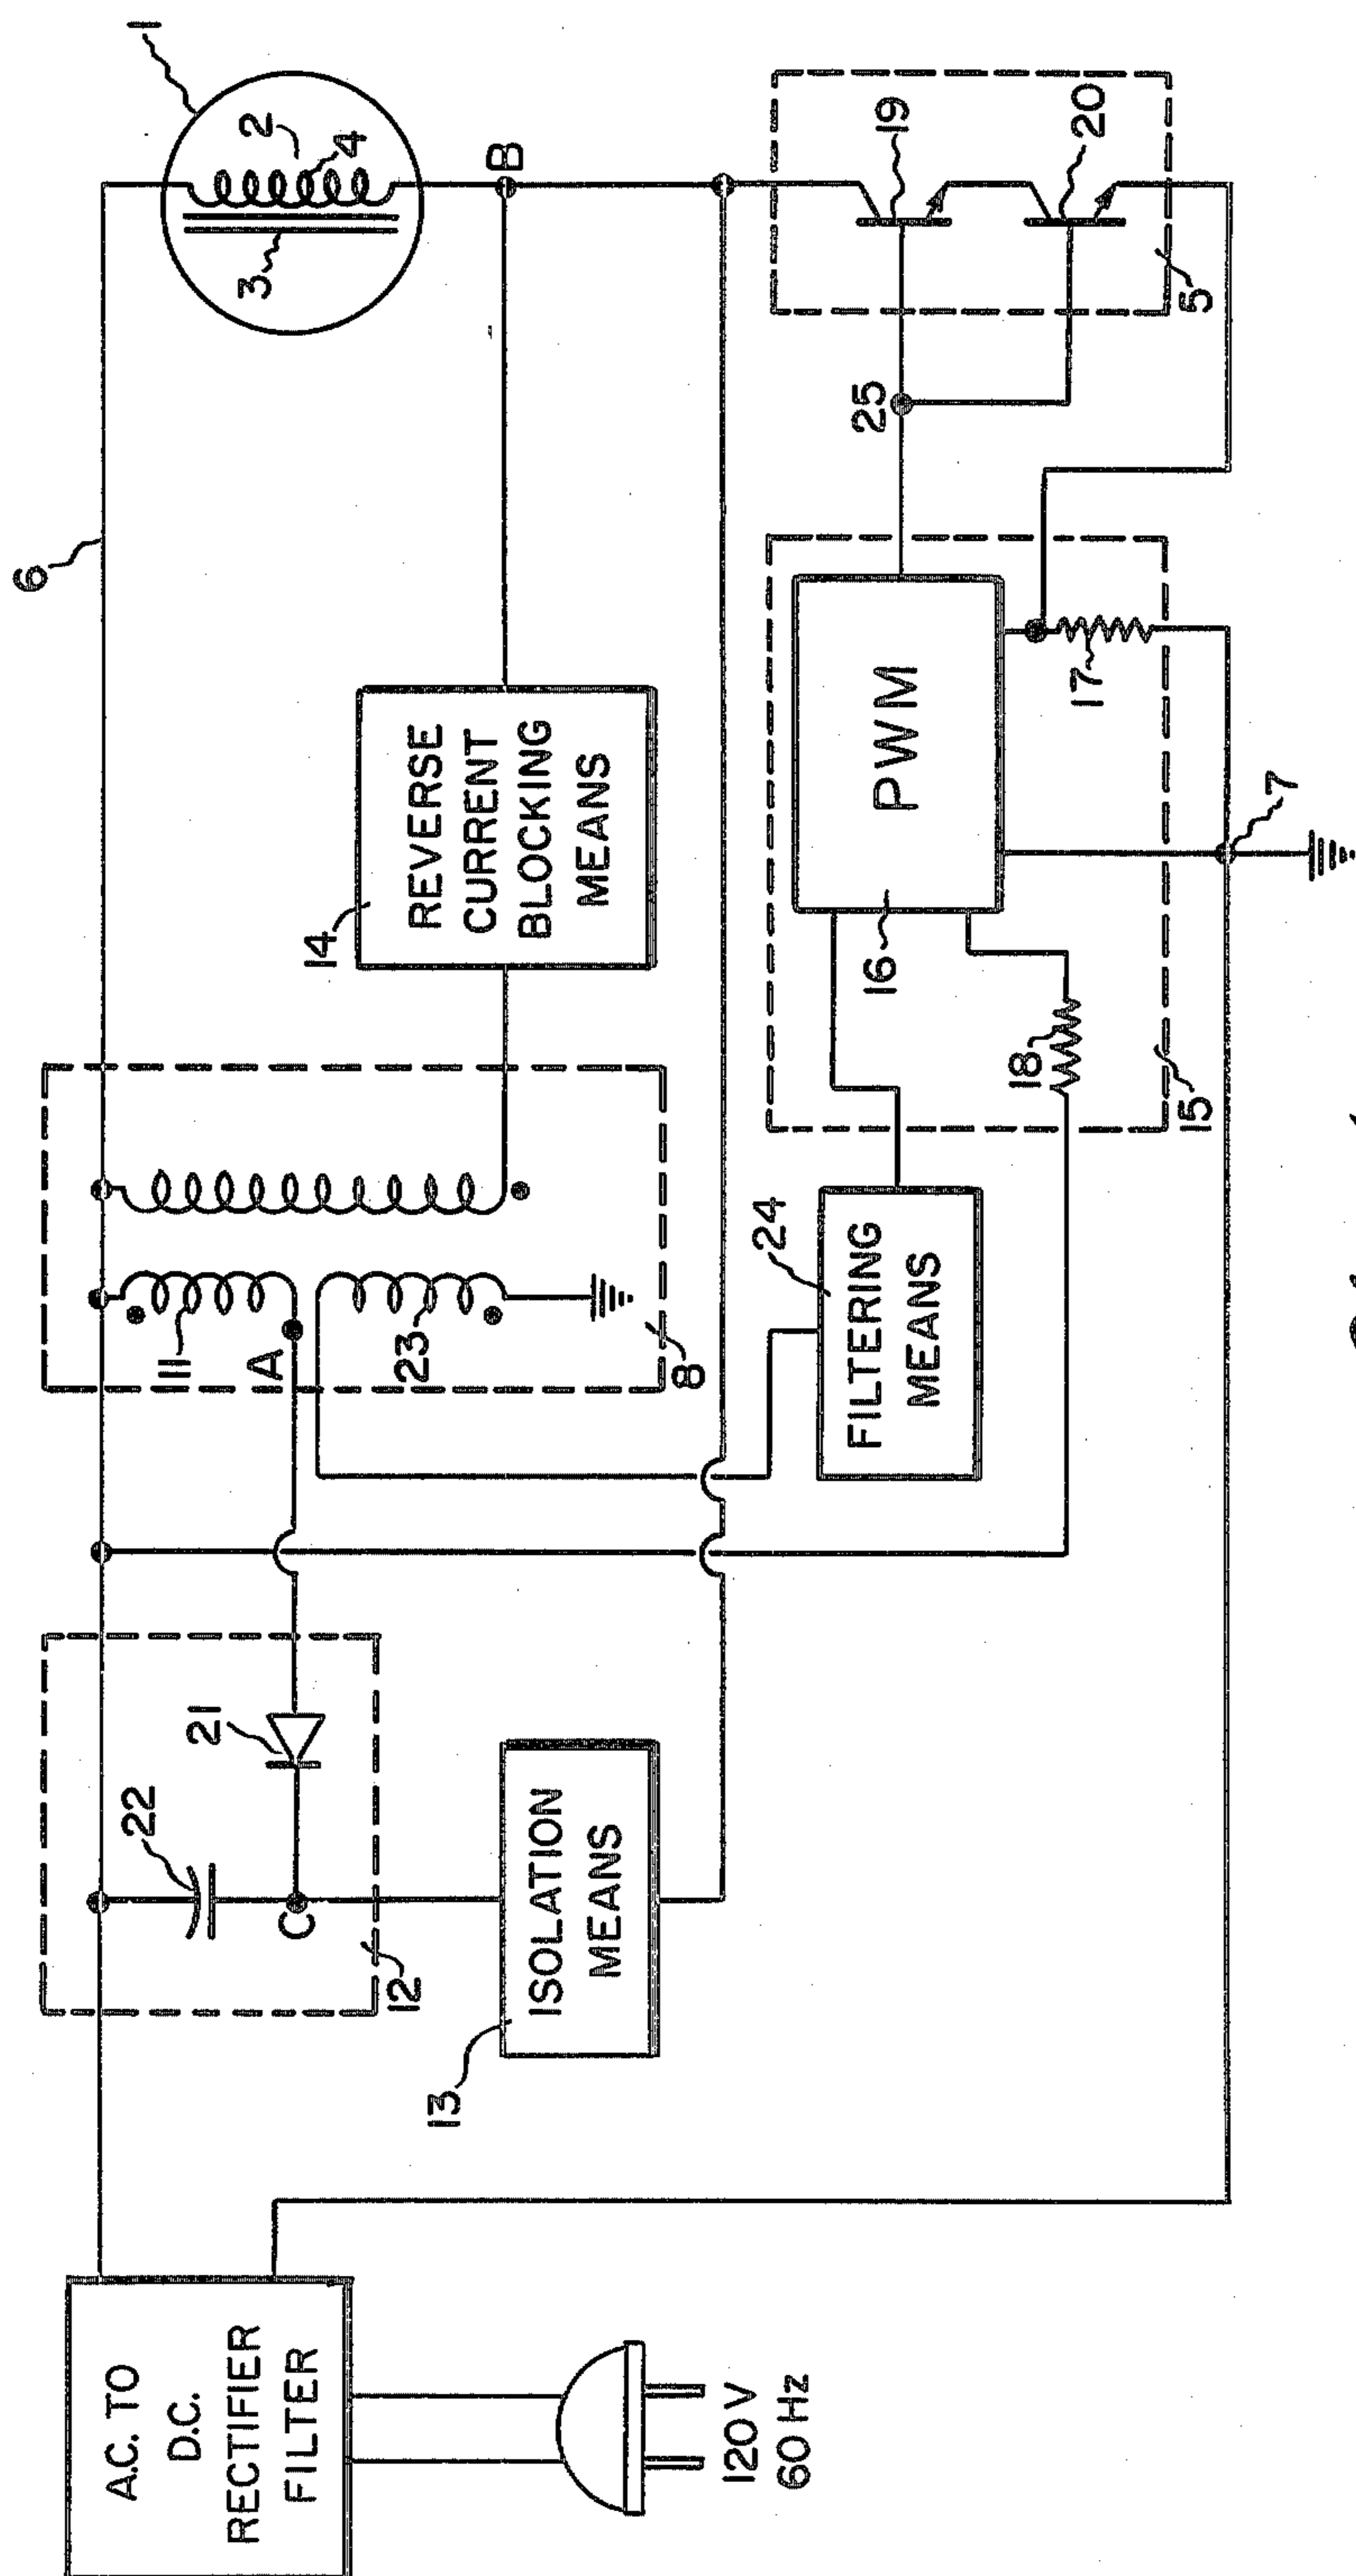 6
1
22
21
11
2
4
3
A.C. TO
D.C.
RECTIFIER
FILTER
C
A
23
12
8
14
REVERSE
CURRENT
BLOCKING
MEANS
B
13
ISOLATION
MEANS
120 V
60 Hz
24
FILTERING
MEANS
16
PWM
25
19
20
18
17
15
5
7